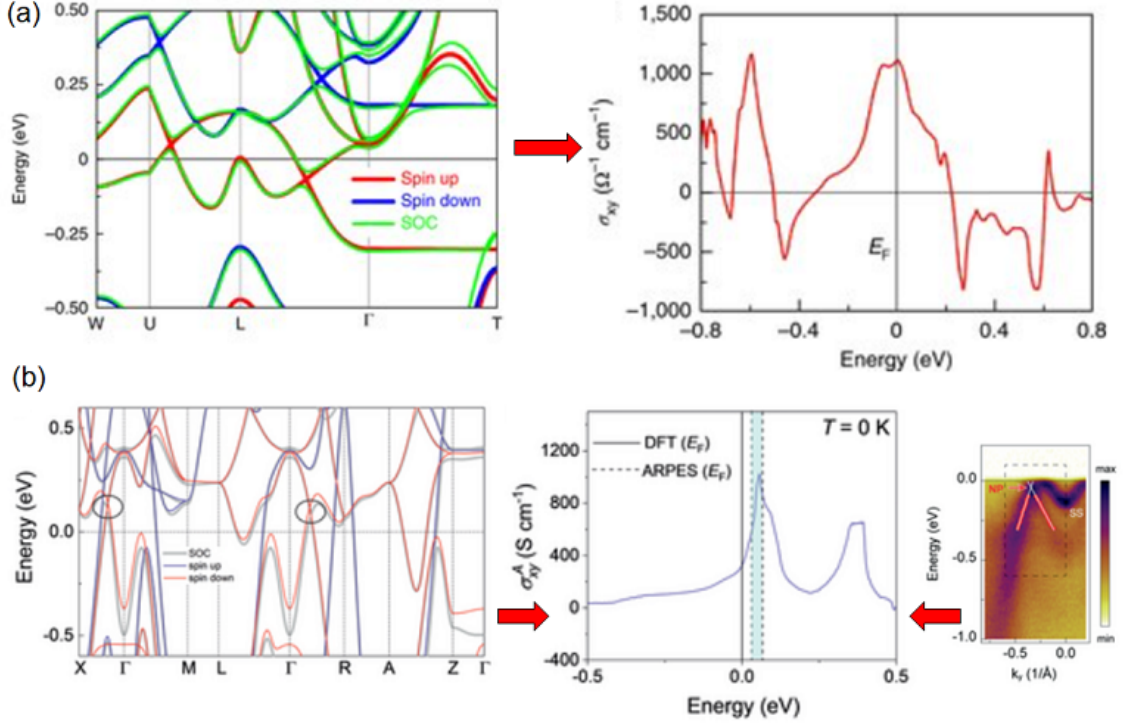 (a)
0.50
0.25
0
−0.25
−0.50
Energy (eV)
Spin up
Spin down
SOC
W U L Γ T
1,500
1,000
500
0
−500
−1,000
σxy (Ω−1 cm−1)
EF
−0.8 −0.4 0 0.4 0.8
Energy (eV)
(b)
0.5
0.0
-0.5
Energy (eV)
SOC
spin up
spin down
X Γ M L Γ R A Z Γ
T = 0 K
DFT (EF)
ARPES (EF)
1200
800
400
0
-400
σAxy (S cm−1)
-0.5 0.0 0.5
Energy (eV)
NP
SS
0.0
-0.5
-1.0
Energy (eV)
-0.5 0.0
ky (1/Å)
max
min